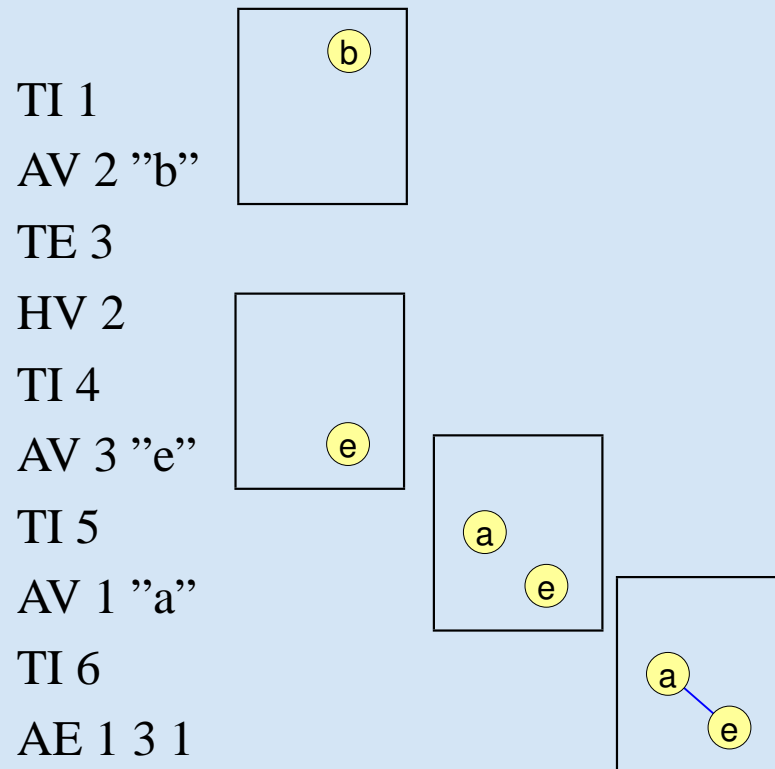 b
TI 1
AV 2 ”b”
TE 3
HV 2
TI 4
AV 3 ”e”
e
TI 5
a
AV 1 ”a”
e
TI 6
a
AE 1 3 1
e